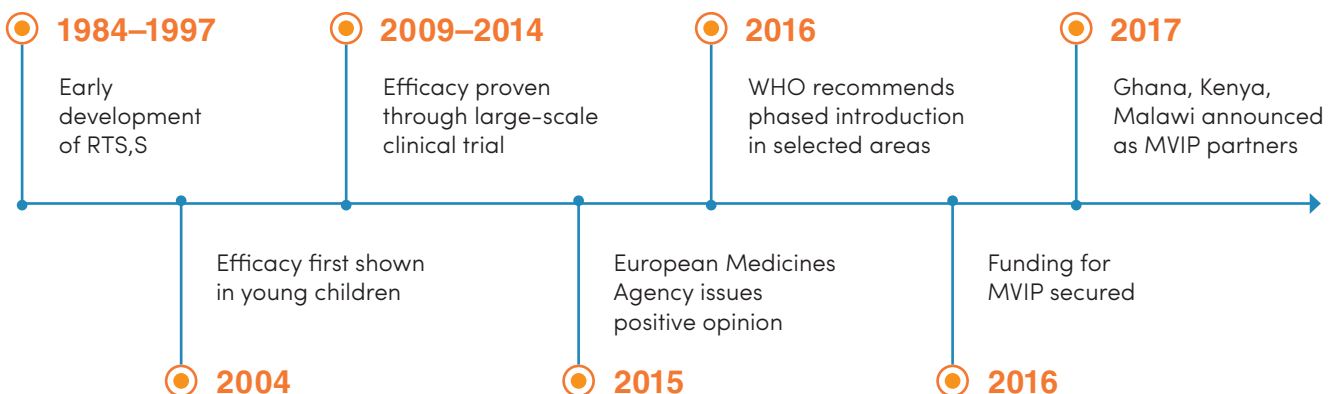 1984–1997
Early
development
of RTS,S
2004
Efficacy first shown
in young children
2009–2014
Efficacy proven
through large-scale
clinical trial
2015
European Medicines
Agency issues
positive opinion
2016
WHO recommends
phased introduction
in selected areas
2016
Funding for
MVIP secured
2017
Ghana, Kenya,
Malawi announced
as MVIP partners